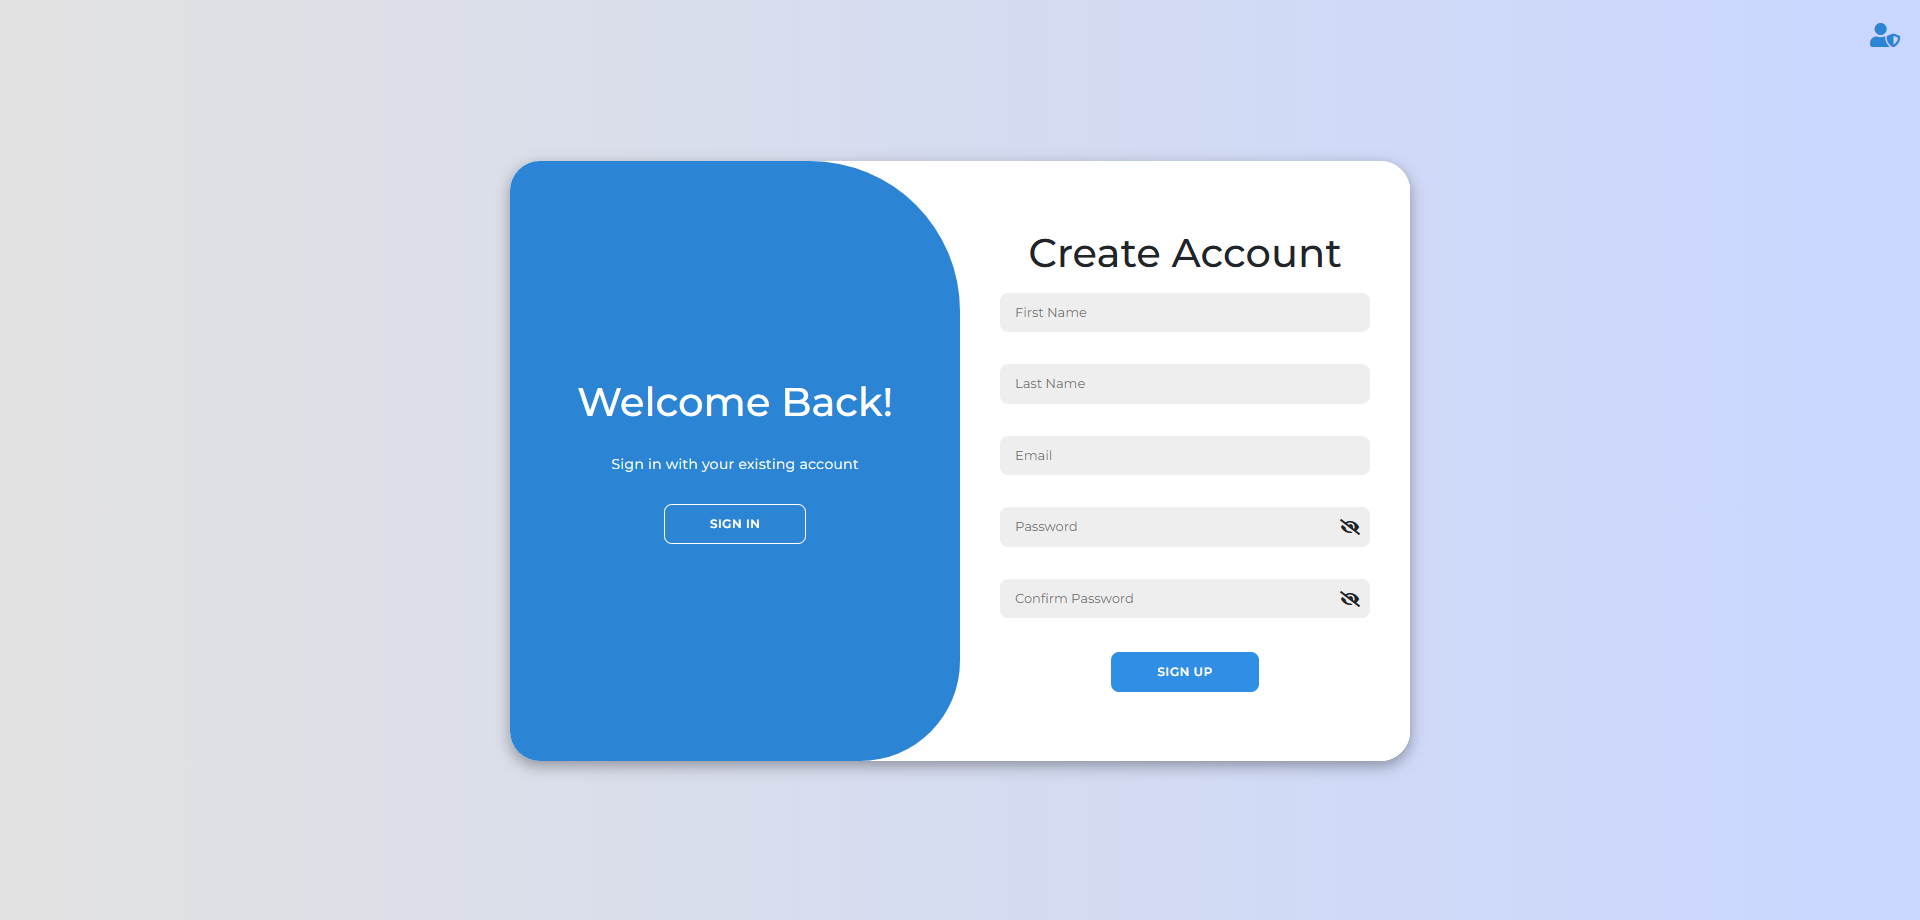 Welcome Back!
Sign in with your existing account
SIGN IN
Create Account
First Name
Last Name
Email
Password
Confirm Password
SIGN UP